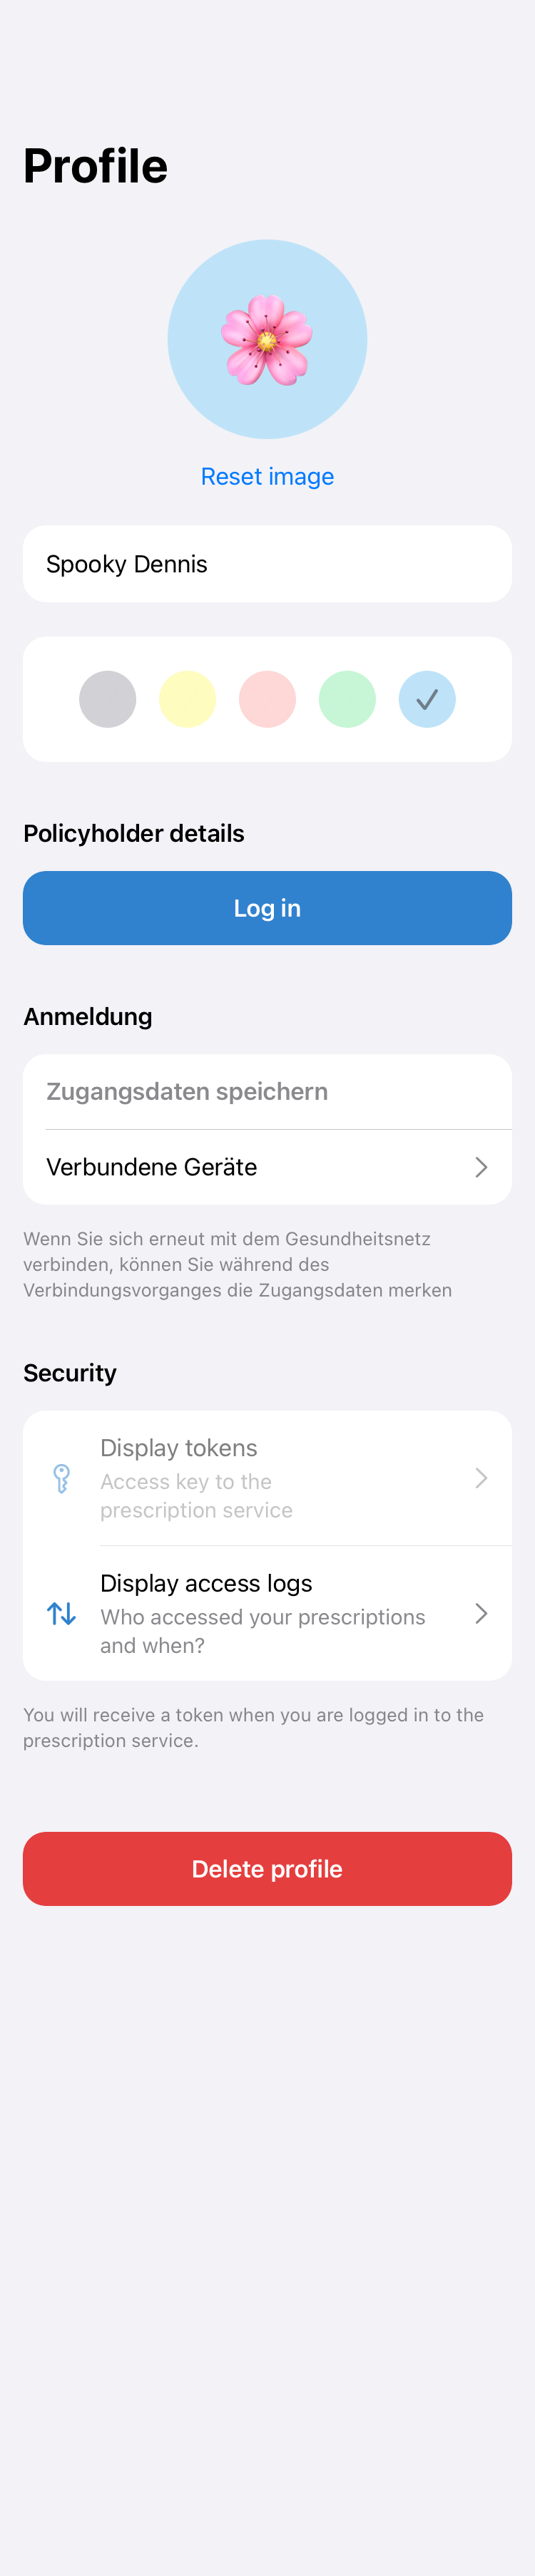 Profile
Reset image
Spooky Dennis
Policyholder details
Log in
Anmeldung
Zugangsdaten speichern
Verbundene Geräte
Wenn Sie sich erneut mit dem Gesundheitsnetz
verbinden, können Sie während des
Verbindungsvorganges die Zugangsdaten merken
Security
Display tokens
Access key to the
prescription service
Display access logs
Who accessed your prescriptions
and when?
You will receive a token when you are logged in to the
prescription service.
Delete profile